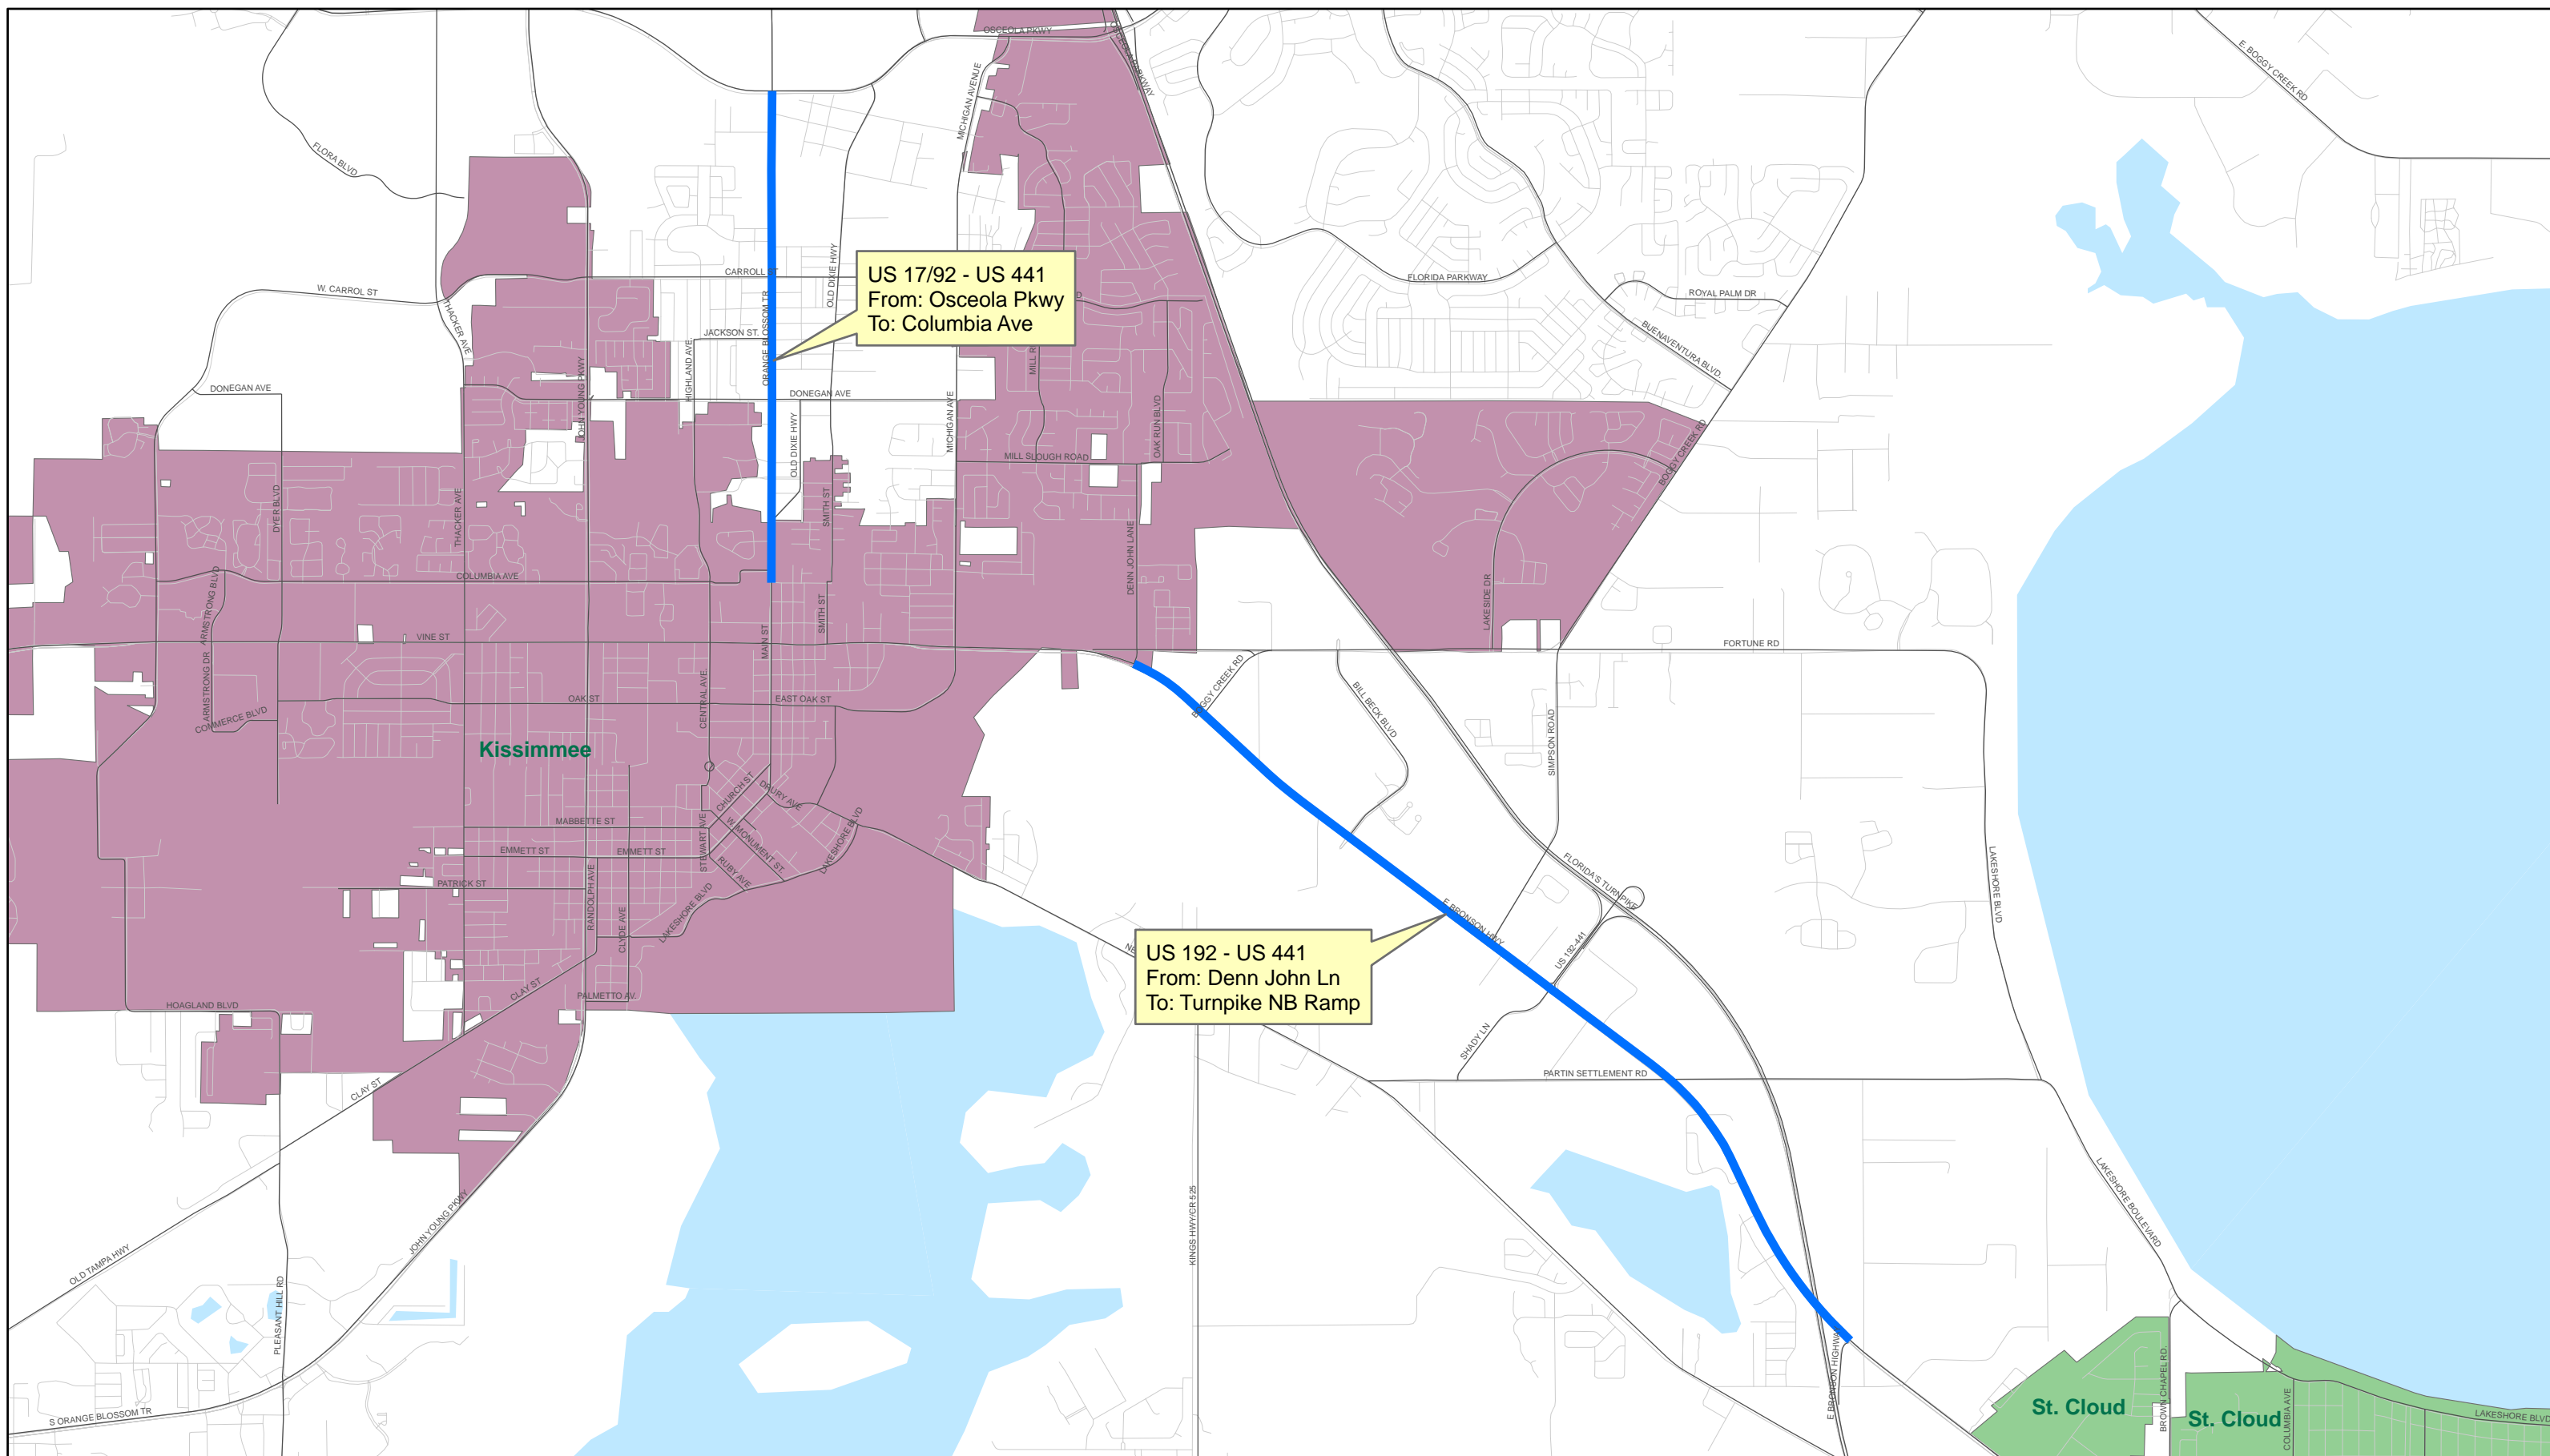 OSCEOLA PKWY
OSCEOLA PARKWAY
E. BOGGY CREEK RD
MICHIGAN AVENUE
FLORA BLVD
W. CARROL ST
CARROLL ST
OLD DIXIE HWY
US 17/92 - US 441
From: Osceola Pkwy
To: Columbia Ave
FLORIDA PARKWAY
ROYAL PALM DR
BUENAVENTURA BLVD.
THACKER AVE
JACKSON ST.
ORANGE BLOSSOM TR
HIGHLAND AVE.
JOHN YOUNG PKWY
DONEGAN AVE
DONEGAN AVE
OLD DIXIE HWY
MICHIGAN AVE
OAK RUN BLVD
MILL SLOUGH ROAD
BOGGY CREEK RD
DYER BLVD
THACKER AVE
SMITH ST
DENN JOHN LANE
COLUMBIA AVE
ARMSTRONG BLVD
SMITH ST
LAKESIDE DR
VINE ST
MAIN ST
FORTUNE RD
ARMSTRONG DR
COMMERCE BLVD
OAK ST
CENTRAL AVE
EAST OAK ST
BOGGY CREEK RD
BILL BECK BLVD
SIMPSON ROAD
Kissimmee
CHURCH ST
DRURY AVE
MABBETTE ST
W. MONUMENT ST.
LAKESHORE BLVD
STEWART AVE
EMMETT ST
EMMETT ST
RUBY AVE
PATRICK ST
RANDOLPH AVE
CLYDE AVE
LAKESHORE BLVD
FLORIDA'S TURNPIKE
LAKESHORE BLVD
E BRONSON HWY
US 192-441
NE
US 192 - US 441
From: Denn John Ln
To: Turnpike NB Ramp
CLAY ST
PALMETTO AV.
HOAGLAND BLVD
SHADY LN
PARTIN SETTLEMENT RD
CLAY ST
JOHN YOUNG PKWY
KINGS HWY/CR 525
LAKESHORE BOULEVARD
OLD TAMPA HWY
PLEASANT HILL RD
E BRONSON HIGHWAY
S ORANGE BLOSSOM TR
St. Cloud
BROWN CHAPEL RD.
St. Cloud
COLUMBIA AVE
LAKESHORE BLVD